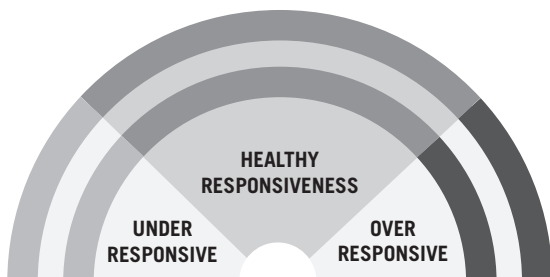 HEALTHY
RESPONSIVENESS
UNDER
RESPONSIVE
OVER
RESPONSIVE